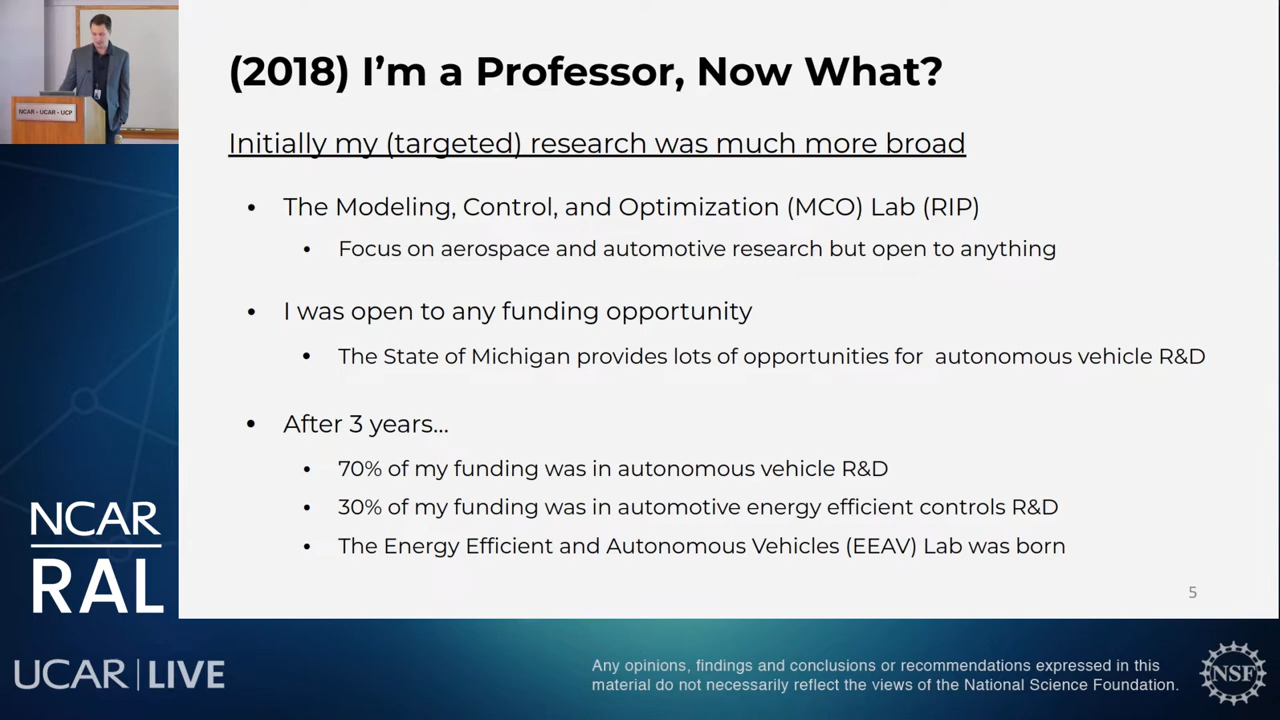 NCAR • UCAR • UCP
(2018) I'm a Professor, Now What?
Initially my (targeted) research was much more broad
• The Modeling, Control, and Optimization (MCO) Lab (RIP)
• Focus on aerospace and automotive research but open to anything
• I was open to any funding opportunity
• The State of Michigan provides lots of opportunities for  autonomous vehicle R&D
• After 3 years...
• 70% of my funding was in autonomous vehicle R&D
• 30% of my funding was in automotive energy efficient controls R&D
• The Energy Efficient and Autonomous Vehicles (EEAV) Lab was born
5
NCAR
RAL
UCAR | LIVE
Any opinions, findings and conclusions or recommendations expressed in this
material do not necessarily reflect the views of the National Science Foundation.
NSF